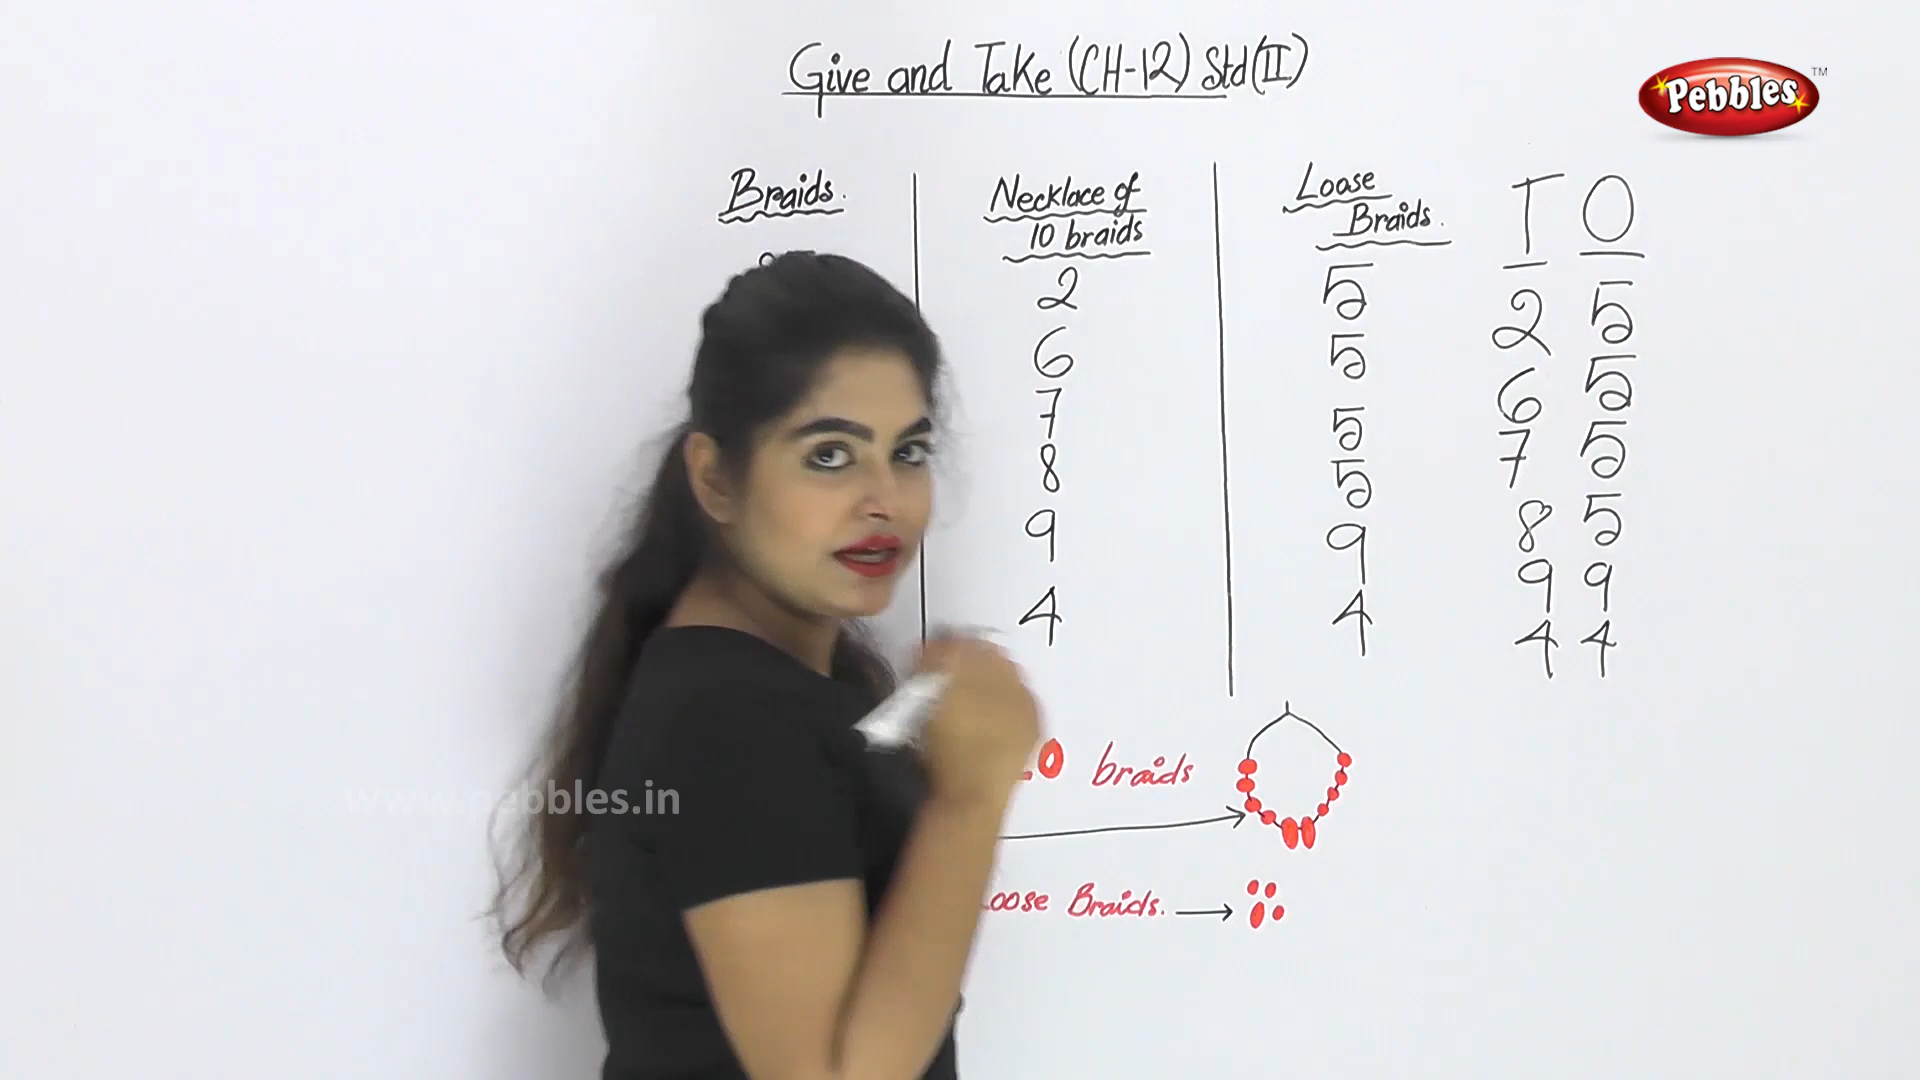 Give and Take (CH-12) Std(II)
Pebbles TM
Braids.
Necklace of
10 braids
Loose
Braids.
T O
2 5 2 5
6 5 6 5
7 5 7 5
8 5 8 5
9 9 9 9
4 4 4 4
braids
www.pebbles.in
Braids.